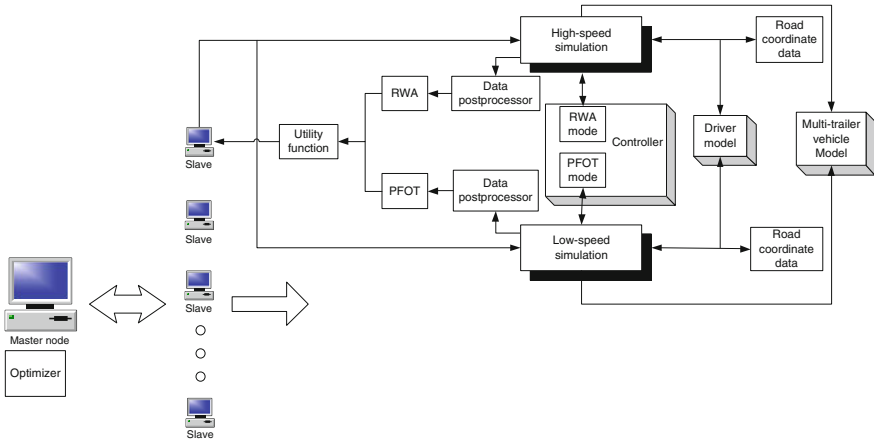 High-speed
simulation
Road
coordinate
data
RWA
Data
postprocessor
RWA
mode
Controller
PFOT
mode
Driver
model
Multi-trailer
vehicle
Model
Utility
function
Slave
PFOT
Data
postprocessor
Slave
Low-speed
simulation
Road
coordinate
data
Slave
Master node
Optimizer
Slave